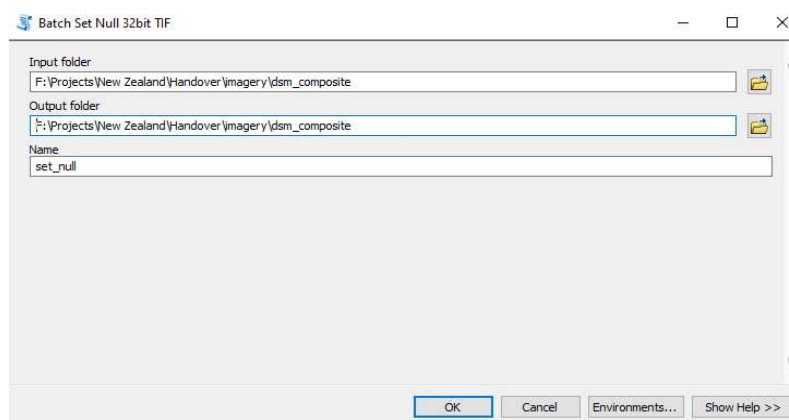 Batch Set Null 32bit TIF
Input folder
F:\Projects\New Zealand\Handover\imagery\dsm_composite
Output folder
F:\Projects\New Zealand\Handover\imagery\dsm_composite
Name
set_null
OK Cancel Environments... Show Help >>